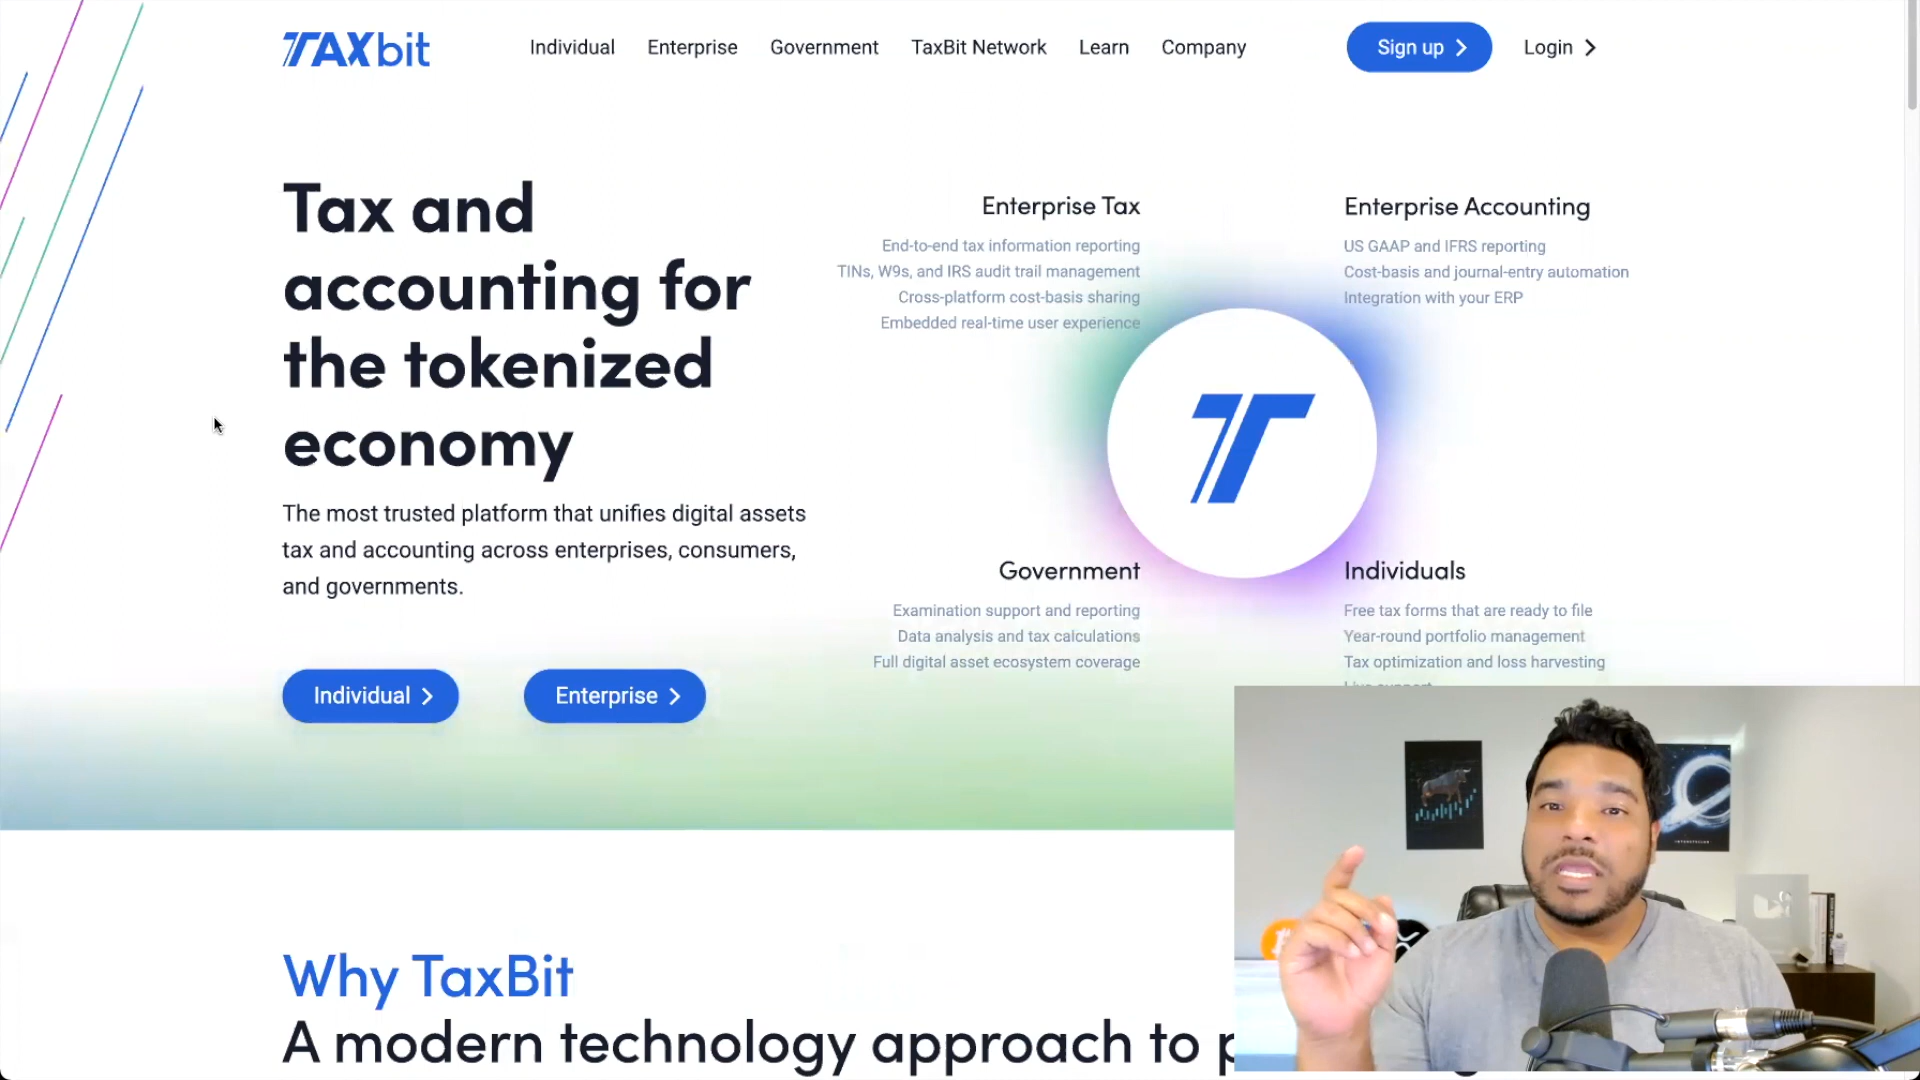 TAXbit
Individual
Enterprise
Government
TaxBit Network
Learn
Company
Sign up
Login
Tax and
accounting for
the tokenized
economy
The most trusted platform that unifies digital assets
tax and accounting across enterprises, consumers,
and governments.
Individual
Enterprise
Enterprise Tax
End-to-end tax information reporting
TINs, W9s, and IRS audit trail management
Cross-platform cost-basis sharing
Embedded real-time user experience
Enterprise Accounting
US GAAP and IFRS reporting
Cost-basis and journal-entry automation
Integration with your ERP
Government
Examination support and reporting
Data analysis and tax calculations
Full digital asset ecosystem coverage
Individuals
Free tax forms that are ready to file
Year-round portfolio management
Tax optimization and loss harvesting
Why TaxBit
A modern technology approach to
INTERSTELLAR